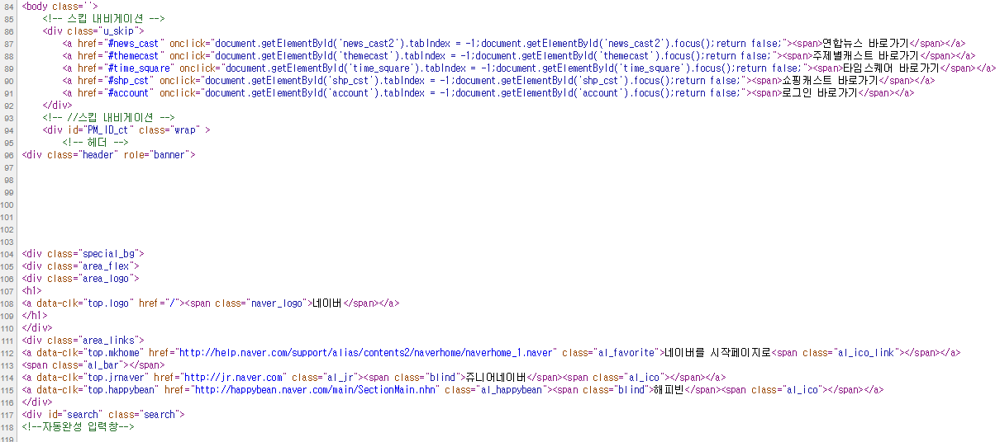 84 <body class=''>
85 <!-- 스킵 내비게이션 -->
86 <div class="u_skip">
87 <a href="#news_cast" onclick="document.getElementById('news_cast2').tabIndex = -1;document.getElementById('news_cast2').focus();return false;"><span>연합뉴스 바로가기</span></a>
88 <a href="#themecast" onclick="document.getElementById('themecast').tabIndex = -1;document.getElementById('themecast').focus();return false;"><span>주제별캐스트 바로가기</span></a>
89 <a href="#time_square" onclick="document.getElementById('time_square').tabIndex = -1;document.getElementById('time_square').focus();return false;"><span>타임스퀘어 바로가기</span></a>
90 <a href="#shp_cst" onclick="document.getElementById('shp_cst').tabIndex = -1;document.getElementById('shp_cst').focus();return false;"><span>쇼핑캐스트 바로가기</span></a>
91 <a href="#account" onclick="document.getElementById('account').tabIndex = -1;document.getElementById('account').focus();return false;"><span>로그인 바로가기</span></a>
92 </div>
93 <!-- //스킵 내비게이션 -->
94 <div id="PM_ID_ct" class="wrap" >
95 <!-- 헤더 -->
96 <div class="header" role="banner">
97
98
99
100
101
102
103
104 <div class="special_bg">
105 <div class="area_flex">
106 <div class="area_logo">
107 <h1>
108 <a data-clk="top.logo" href="/"><span class="naver_logo">네이버</span></a>
109 </h1>
110 </div>
111 <div class="area_links">
112 <a data-clk="top.mkhome" href="http://help.naver.com/support/alias/contents2/naverhome/naverhome_1.naver" class="al_favorite">네이버를 시작페이지로<span class="al_ico_link"></span></a>
113 <span class="al_bar"></span>
114 <a data-clk="top.jrnaver" href="http://jr.naver.com" class="al_jr"><span class="blind">쥬니어네이버</span><span class="al_ico"></span></a>
115 <a data-clk="top.happybean" href="http://happybean.naver.com/main/SectionMain.nhn" class="al_happybean"><span class="blind">해피빈</span><span class="al_ico"></span></a>
116 </div>
117 <div id="search" class="search">
118 <!--자동완성 입력창-->
119